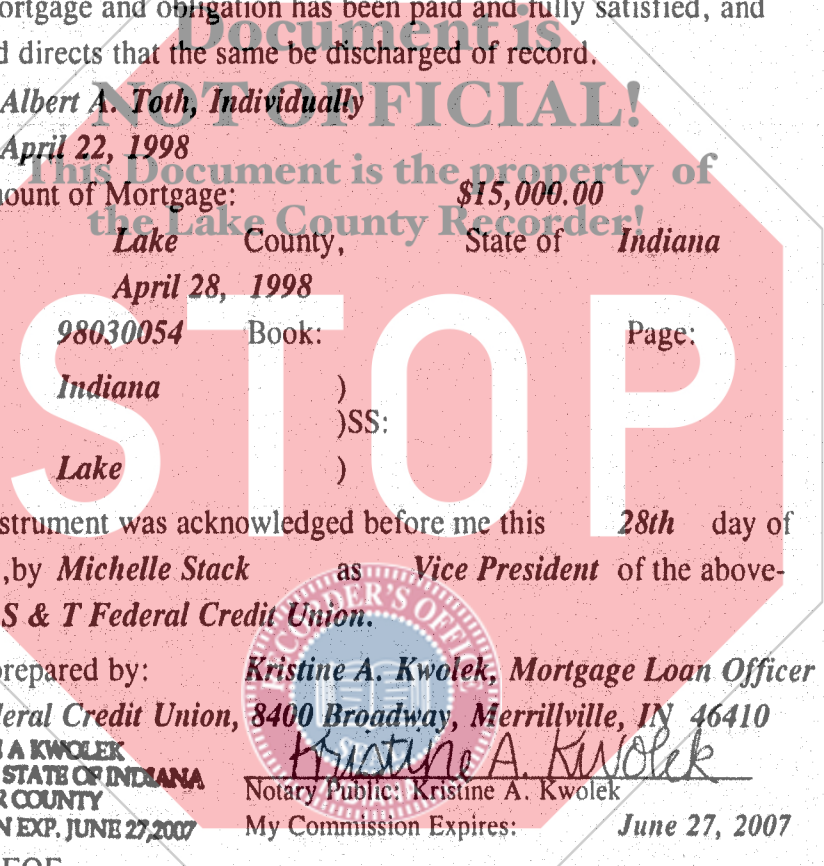 ortgage and obligation has been paid and fully satisfied, and
Document is
d directs that the same be discharged of record.
Albert A. Toth, Individually
NOT OFFICIAL!
April 22, 1998
This Document is the property of
ount of Mortgage: $15,000.00
the Lake County Recorder!
Lake County, State of Indiana
April 28, 1998
98030054 Book: Page:
STOP
Indiana )
)SS:
Lake )
strument was acknowledged before me this 28th day of
,by Michelle Stack as Vice President of the above-
S & T Federal Credit Union.
RECORDER'S OFFICE
prepared by: Kristine A. Kwolek, Mortgage Loan Officer
deral Credit Union, 8400 Broadway, Merrillville, IN 46410
A KWOLEK
Kristine A. Kwolek
STATE OF INDIANA
R COUNTY
Notary Public: Kristine A. Kwolek
N EXP. JUNE 27,2007
My Commission Expires: June 27, 2007